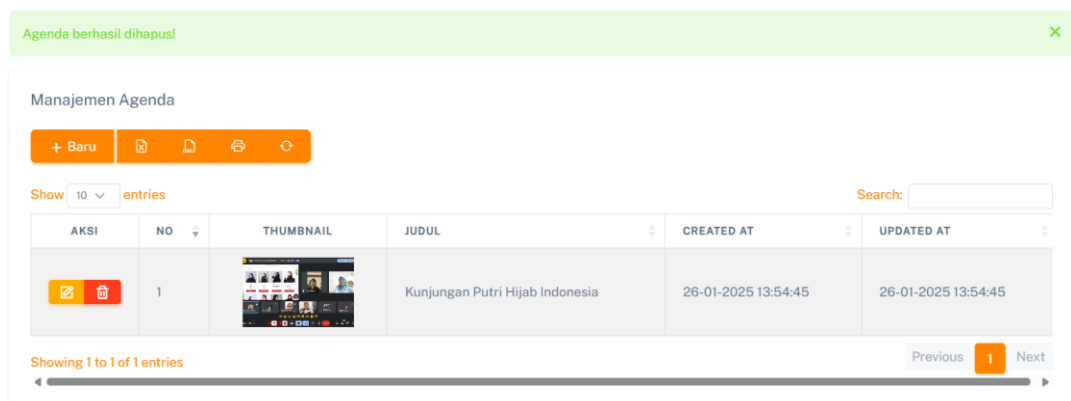 Agenda berhasil dihapus!
Manajemen Agenda
+ Baru
Show 10 entries
Search:
AKSI NO THUMBNAIL JUDUL CREATED AT UPDATED AT
1 Kunjungan Putri Hijab Indonesia 26-01-2025 13:54:45 26-01-2025 13:54:45
Showing 1 to 1 of 1 entries
Previous 1 Next